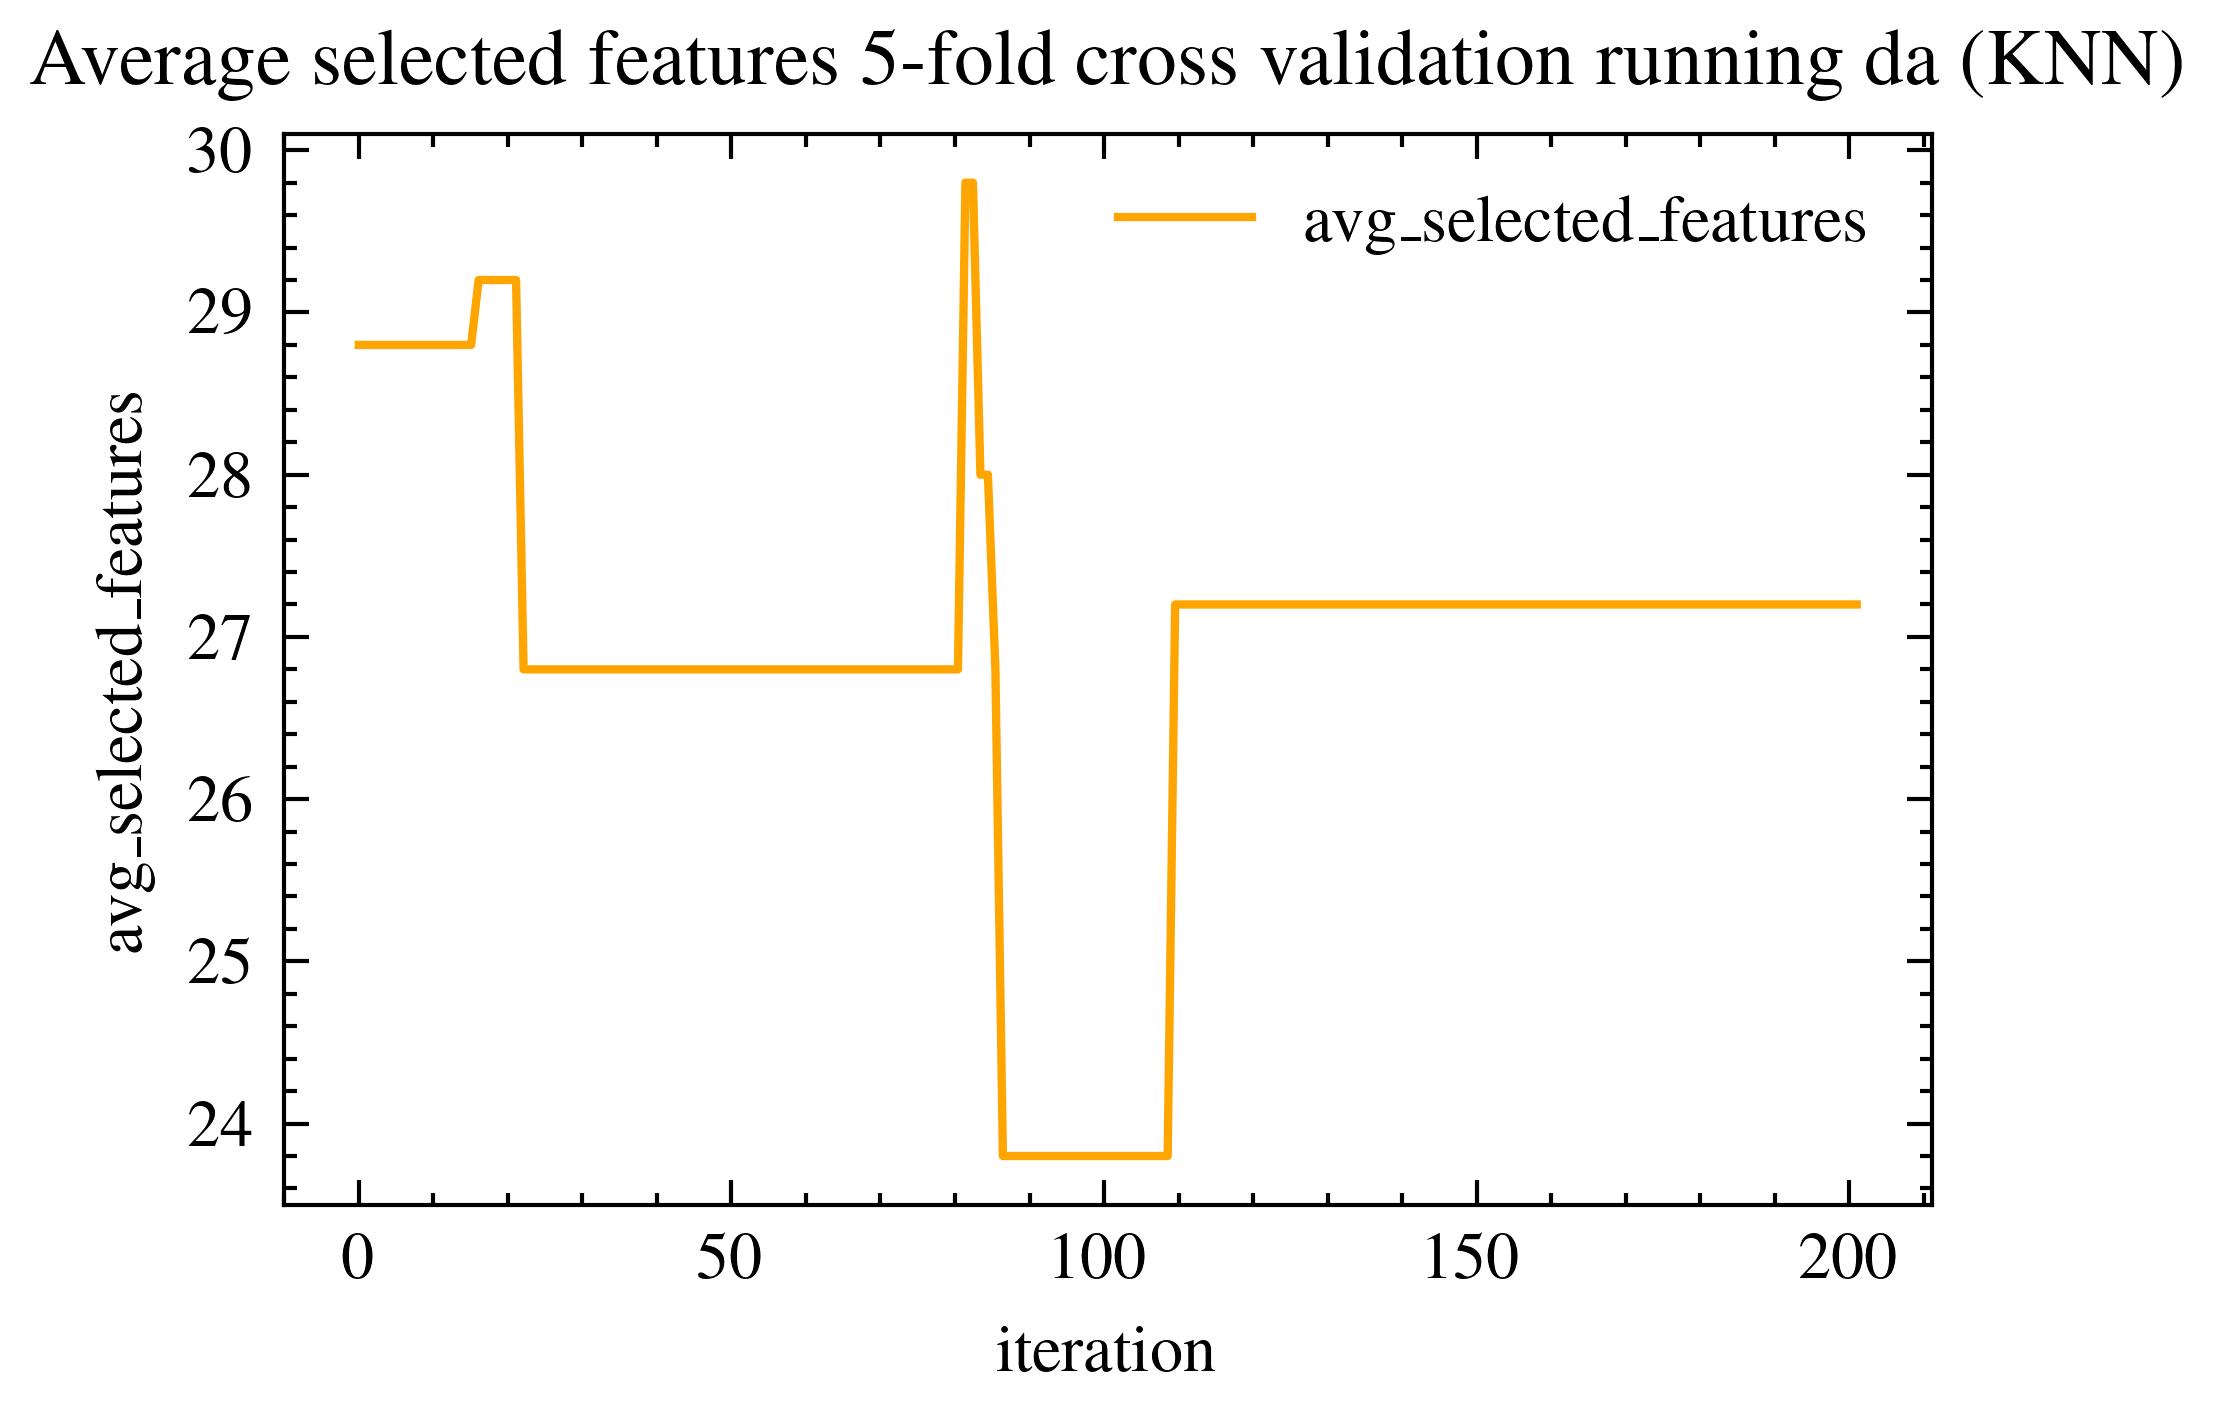 Average selected features 5-fold cross validation running da (KNN)
30
29
28
27
26
25
24
avg_selected_features
avg_selected_features
0 50 100 150 200
iteration